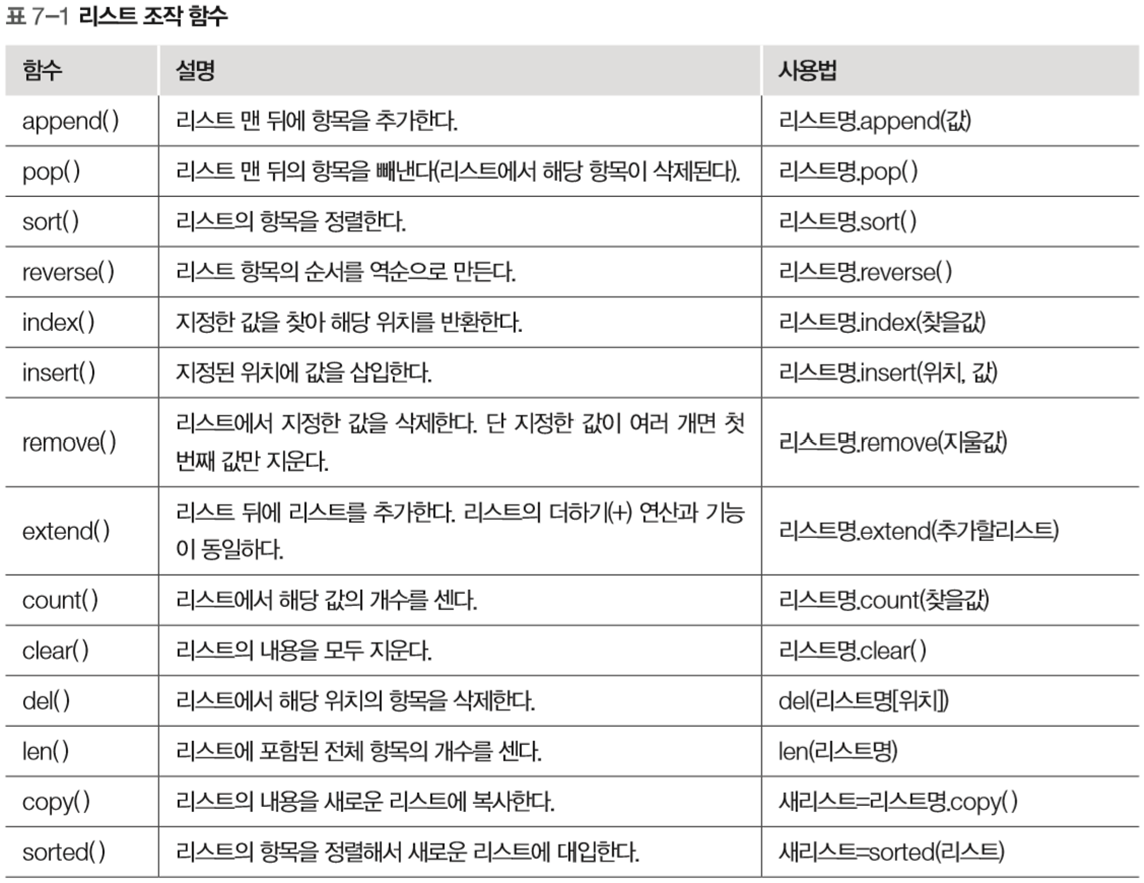 표 7-1 리스트 조작 함수
함수 설명 사용법
append() 리스트 맨 뒤에 항목을 추가한다. 리스트명.append(값)
pop() 리스트 맨 뒤의 항목을 빼낸다(리스트에서 해당 항목이 삭제된다). 리스트명.pop()
sort() 리스트의 항목을 정렬한다. 리스트명.sort()
reverse() 리스트 항목의 순서를 역순으로 만든다. 리스트명.reverse()
index() 지정한 값을 찾아 해당 위치를 반환한다. 리스트명.index(찾을값)
insert() 지정된 위치에 값을 삽입한다. 리스트명.insert(위치, 값)
remove() 리스트에서 지정한 값을 삭제한다. 단 지정한 값이 여러 개면 첫
번째 값만 지운다. 리스트명.remove(지울값)
extend() 리스트 뒤에 리스트를 추가한다. 리스트의 더하기(+) 연산과 기능
이 동일하다. 리스트명.extend(추가할리스트)
count() 리스트에서 해당 값의 개수를 센다. 리스트명.count(찾을값)
clear() 리스트의 내용을 모두 지운다. 리스트명.clear()
del() 리스트에서 해당 위치의 항목을 삭제한다. del(리스트명[위치])
len() 리스트에 포함된 전체 항목의 개수를 센다. len(리스트명)
copy() 리스트의 내용을 새로운 리스트에 복사한다. 새리스트=리스트명.copy()
sorted() 리스트의 항목을 정렬해서 새로운 리스트에 대입한다. 새리스트=sorted(리스트)